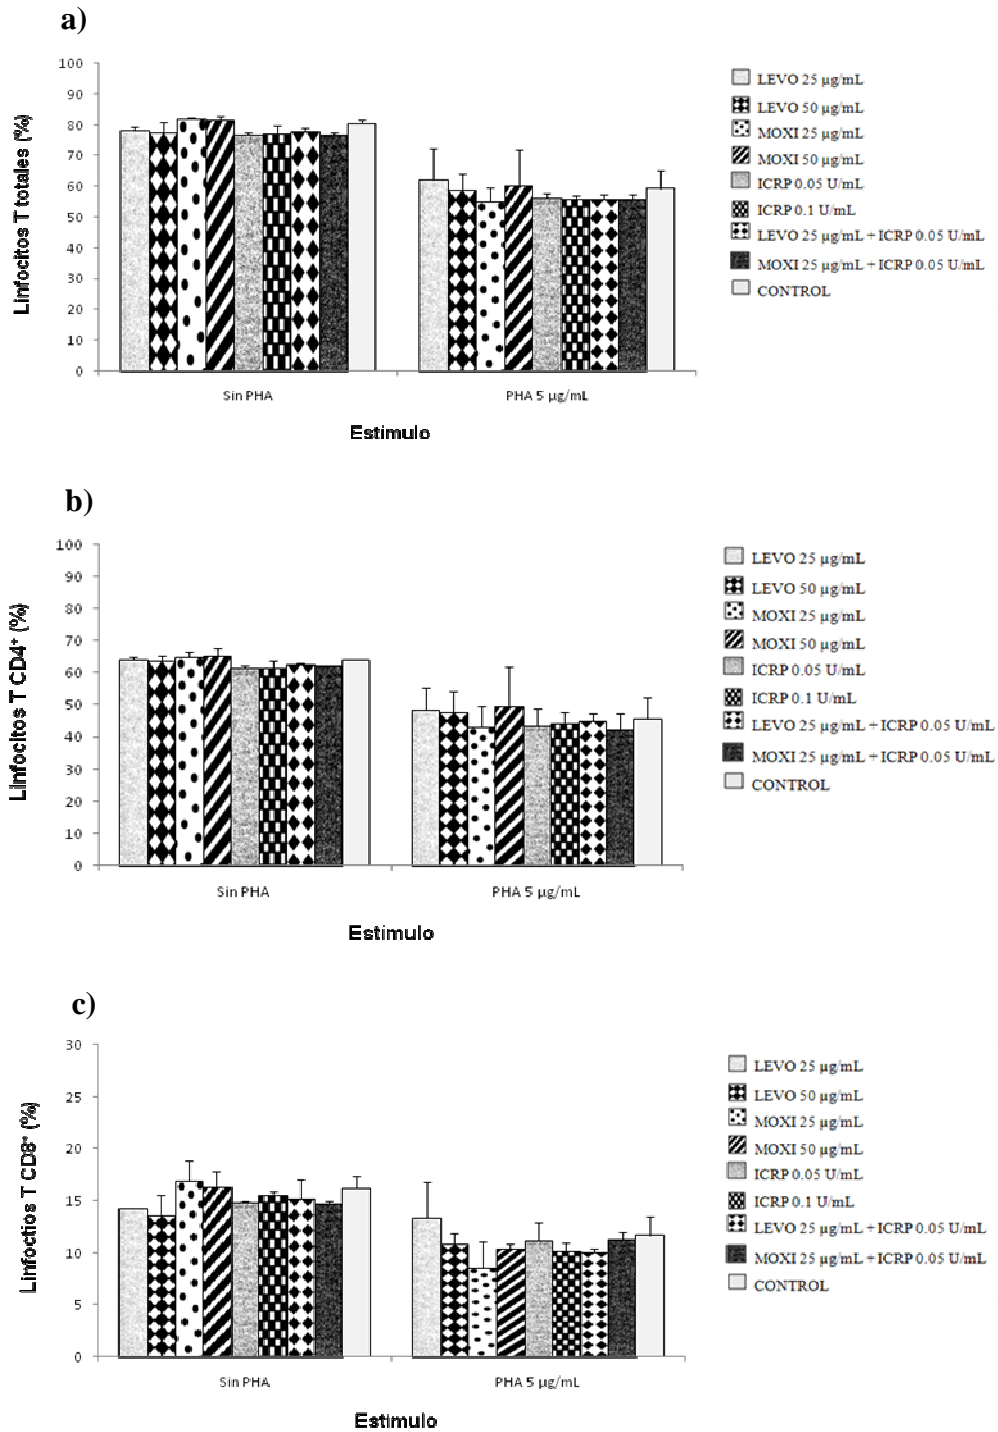 a)
Linfocitos T totales (%)
100
90
80
70
60
50
40
30
20
10
0
Sin PHA
PHA 5 µg/mL
Estimulo
LEVO 25 µg/mL
LEVO 50 µg/mL
MOXI 25 µg/mL
MOXI 50 µg/mL
ICRP 0.05 U/mL
ICRP 0.1 U/mL
LEVO 25 µg/mL + ICRP 0.05 U/mL
MOXI 25 µg/mL + ICRP 0.05 U/mL
CONTROL
b)
Linfocitos T CD4⁺ (%)
100
90
80
70
60
50
40
30
20
10
0
Sin PHA
PHA 5 µg/mL
Estimulo
LEVO 25 µg/mL
LEVO 50 µg/mL
MOXI 25 µg/mL
MOXI 50 µg/mL
ICRP 0.05 U/mL
ICRP 0.1 U/mL
LEVO 25 µg/mL + ICRP 0.05 U/mL
MOXI 25 µg/mL + ICRP 0.05 U/mL
CONTROL
c)
Linfoctios T CD8⁺ (%)
30
25
20
15
10
5
0
Sin PHA
PHA 5 µg/mL
Estimulo
LEVO 25 µg/mL
LEVO 50 µg/mL
MOXI 25 µg/mL
MOXI 50 µg/mL
ICRP 0.05 U/mL
ICRP 0.1 U/mL
LEVO 25 µg/mL + ICRP 0.05 U/mL
MOXI 25 µg/mL + ICRP 0.05 U/mL
CONTROL